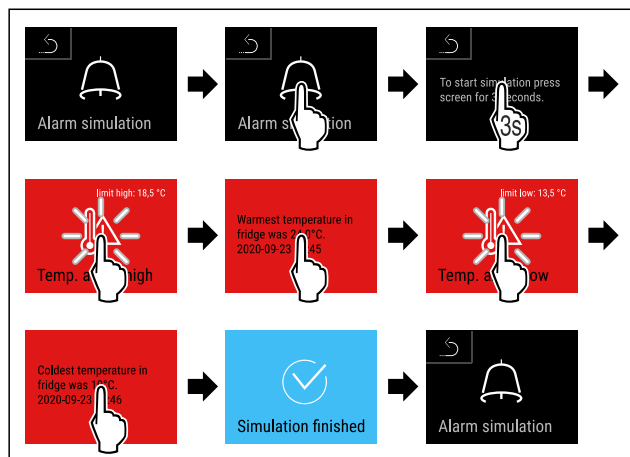 Alarm simulation
Alarm simulation
To start simulation press
screen for 3 seconds.
3s
limit high: 18,5 °C
Temp. high
Warmest temperature in
fridge was °C.
2020-09-23 :45
limit low: 13,5 °C
Temp. low
Coldest temperature in
fridge was °C.
2020-09-23 :46
Simulation finished
Alarm simulation